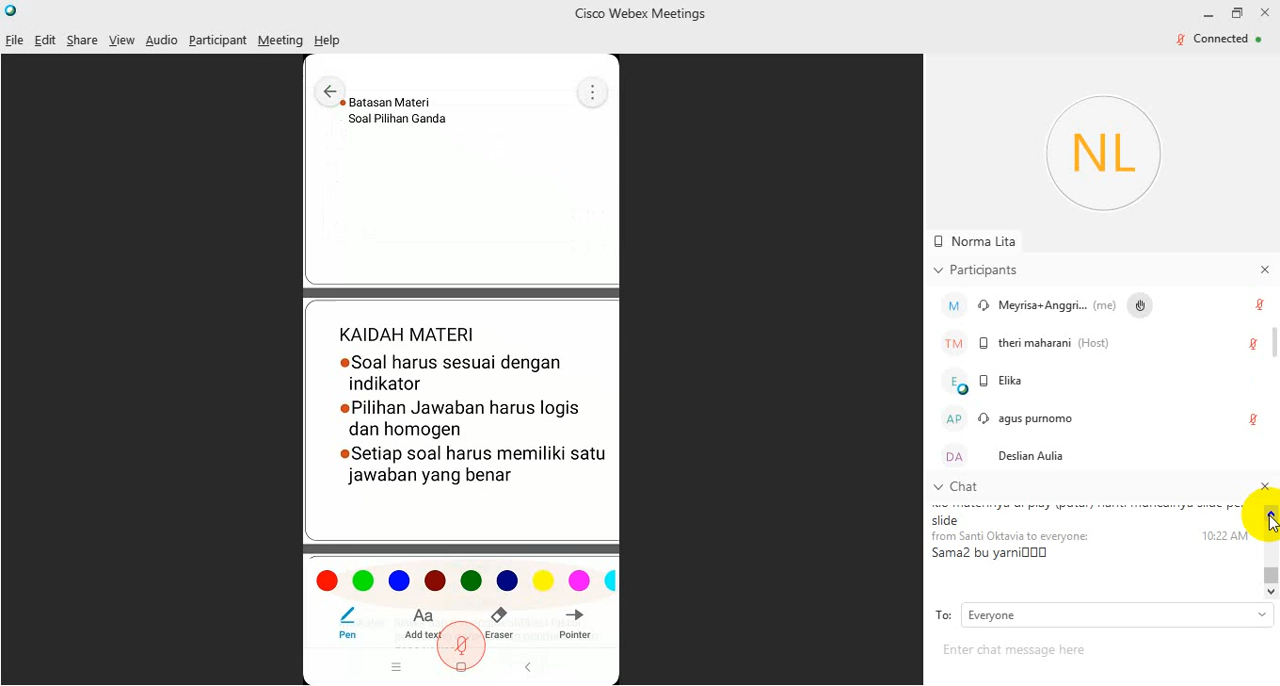 Cisco Webex Meetings
File Edit Share View Audio Participant Meeting Help
Connected
Batasan Materi
Soal Pilihan Ganda
KAIDAH MATERI
Soal harus sesuai dengan
indikator
Pilihan Jawaban harus logis
dan homogen
Setiap soal harus memiliki satu
jawaban yang benar
Pen
Aa
Add text
Eraser
Pointer
NL
Norma Lita
Participants
M Meyrisa+Anggri... (me)
TM theri maharani (Host)
E Elika
AP agus purnomo
DA Deslian Aulia
Chat
slide
from Santi Oktavia to everyone: 10:22 AM
Sama2 bu yarni
To: Everyone
Enter chat message here